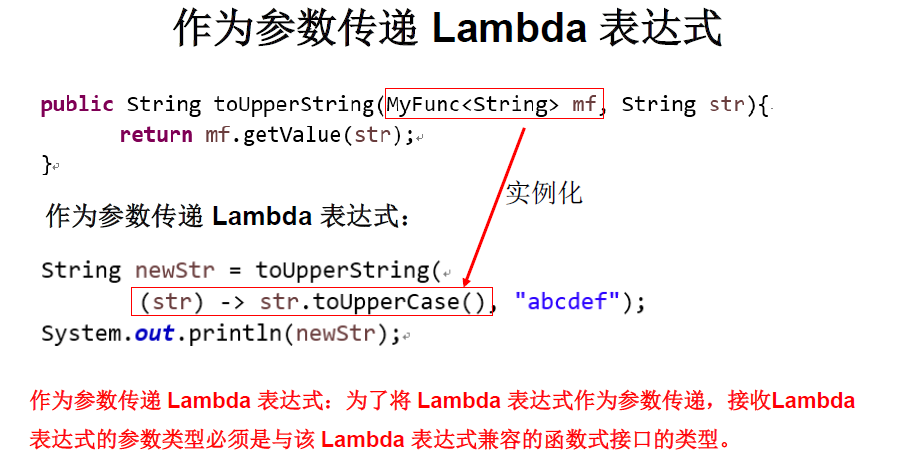 作为参数传递 Lambda 表达式
public String toUpperString(MyFunc<String> mf, String str){
return mf.getValue(str);
}
实例化
作为参数传递 Lambda 表达式：
String newStr = toUpperString(
(str) -> str.toUpperCase(), "abcdef");
System.out.println(newStr);
作为参数传递 Lambda 表达式：为了将 Lambda 表达式作为参数传递，接收Lambda
表达式的参数类型必须是与该 Lambda 表达式兼容的函数式接口的类型。